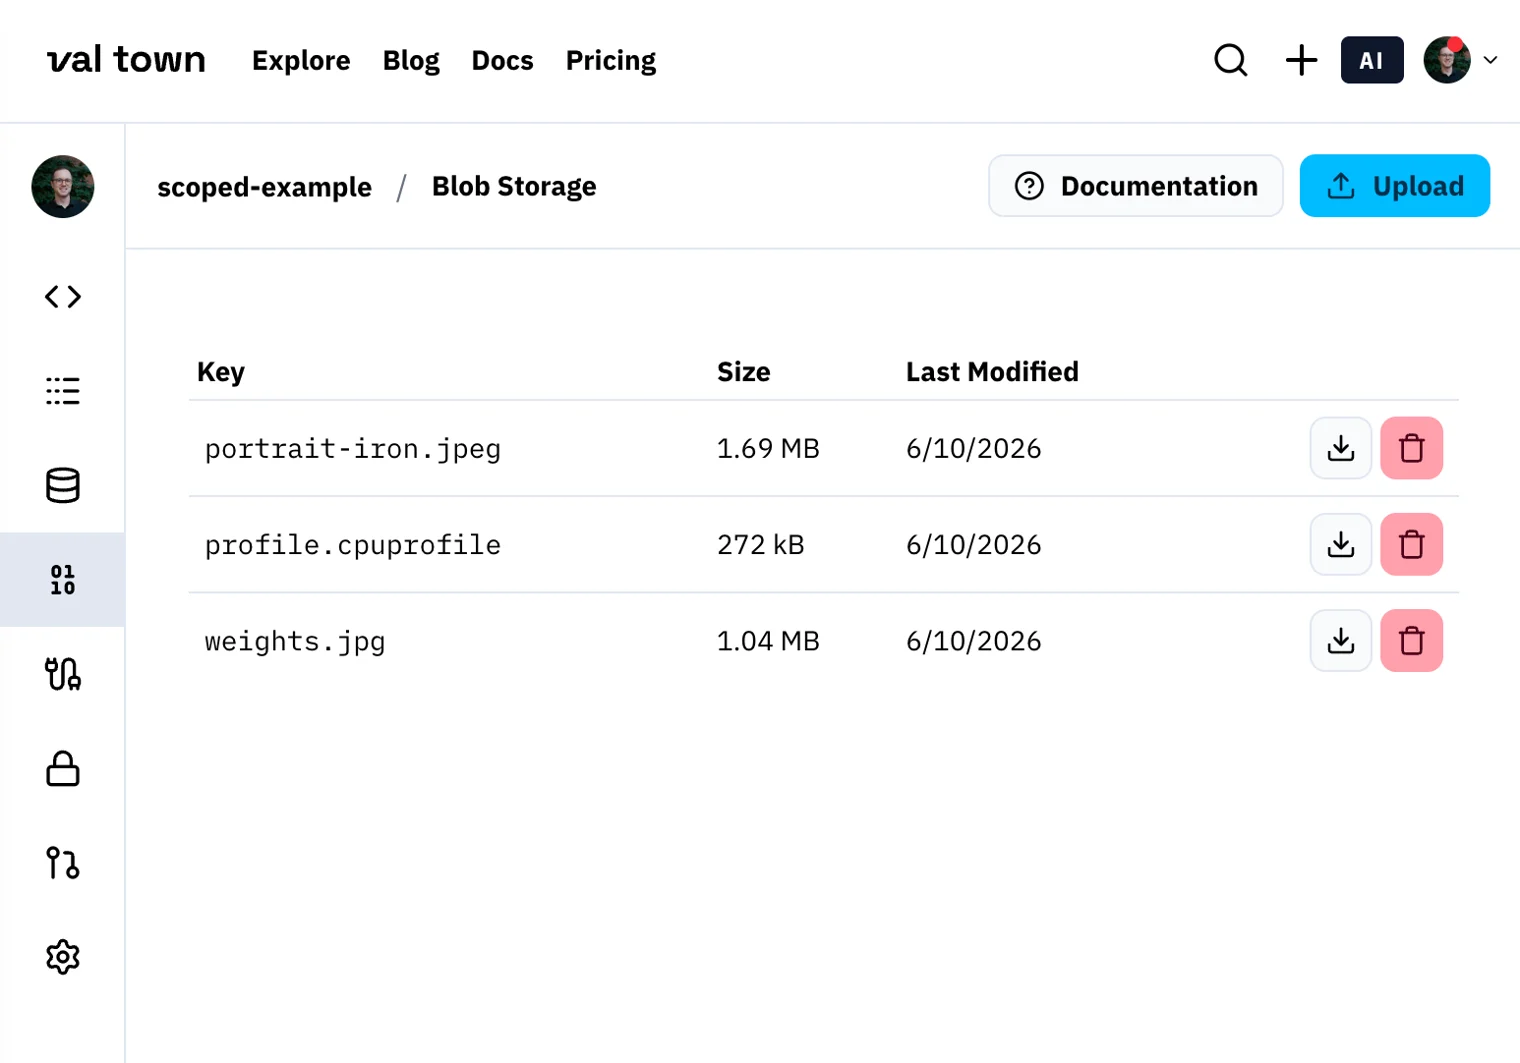 val town Explore Blog Docs Pricing AI
scoped-example / Blob Storage Documentation Upload
Key Size Last Modified
portrait-iron.jpeg 1.69 MB 6/10/2026
profile.cpuprofile 272 kB 6/10/2026
01
10
weights.jpg 1.04 MB 6/10/2026